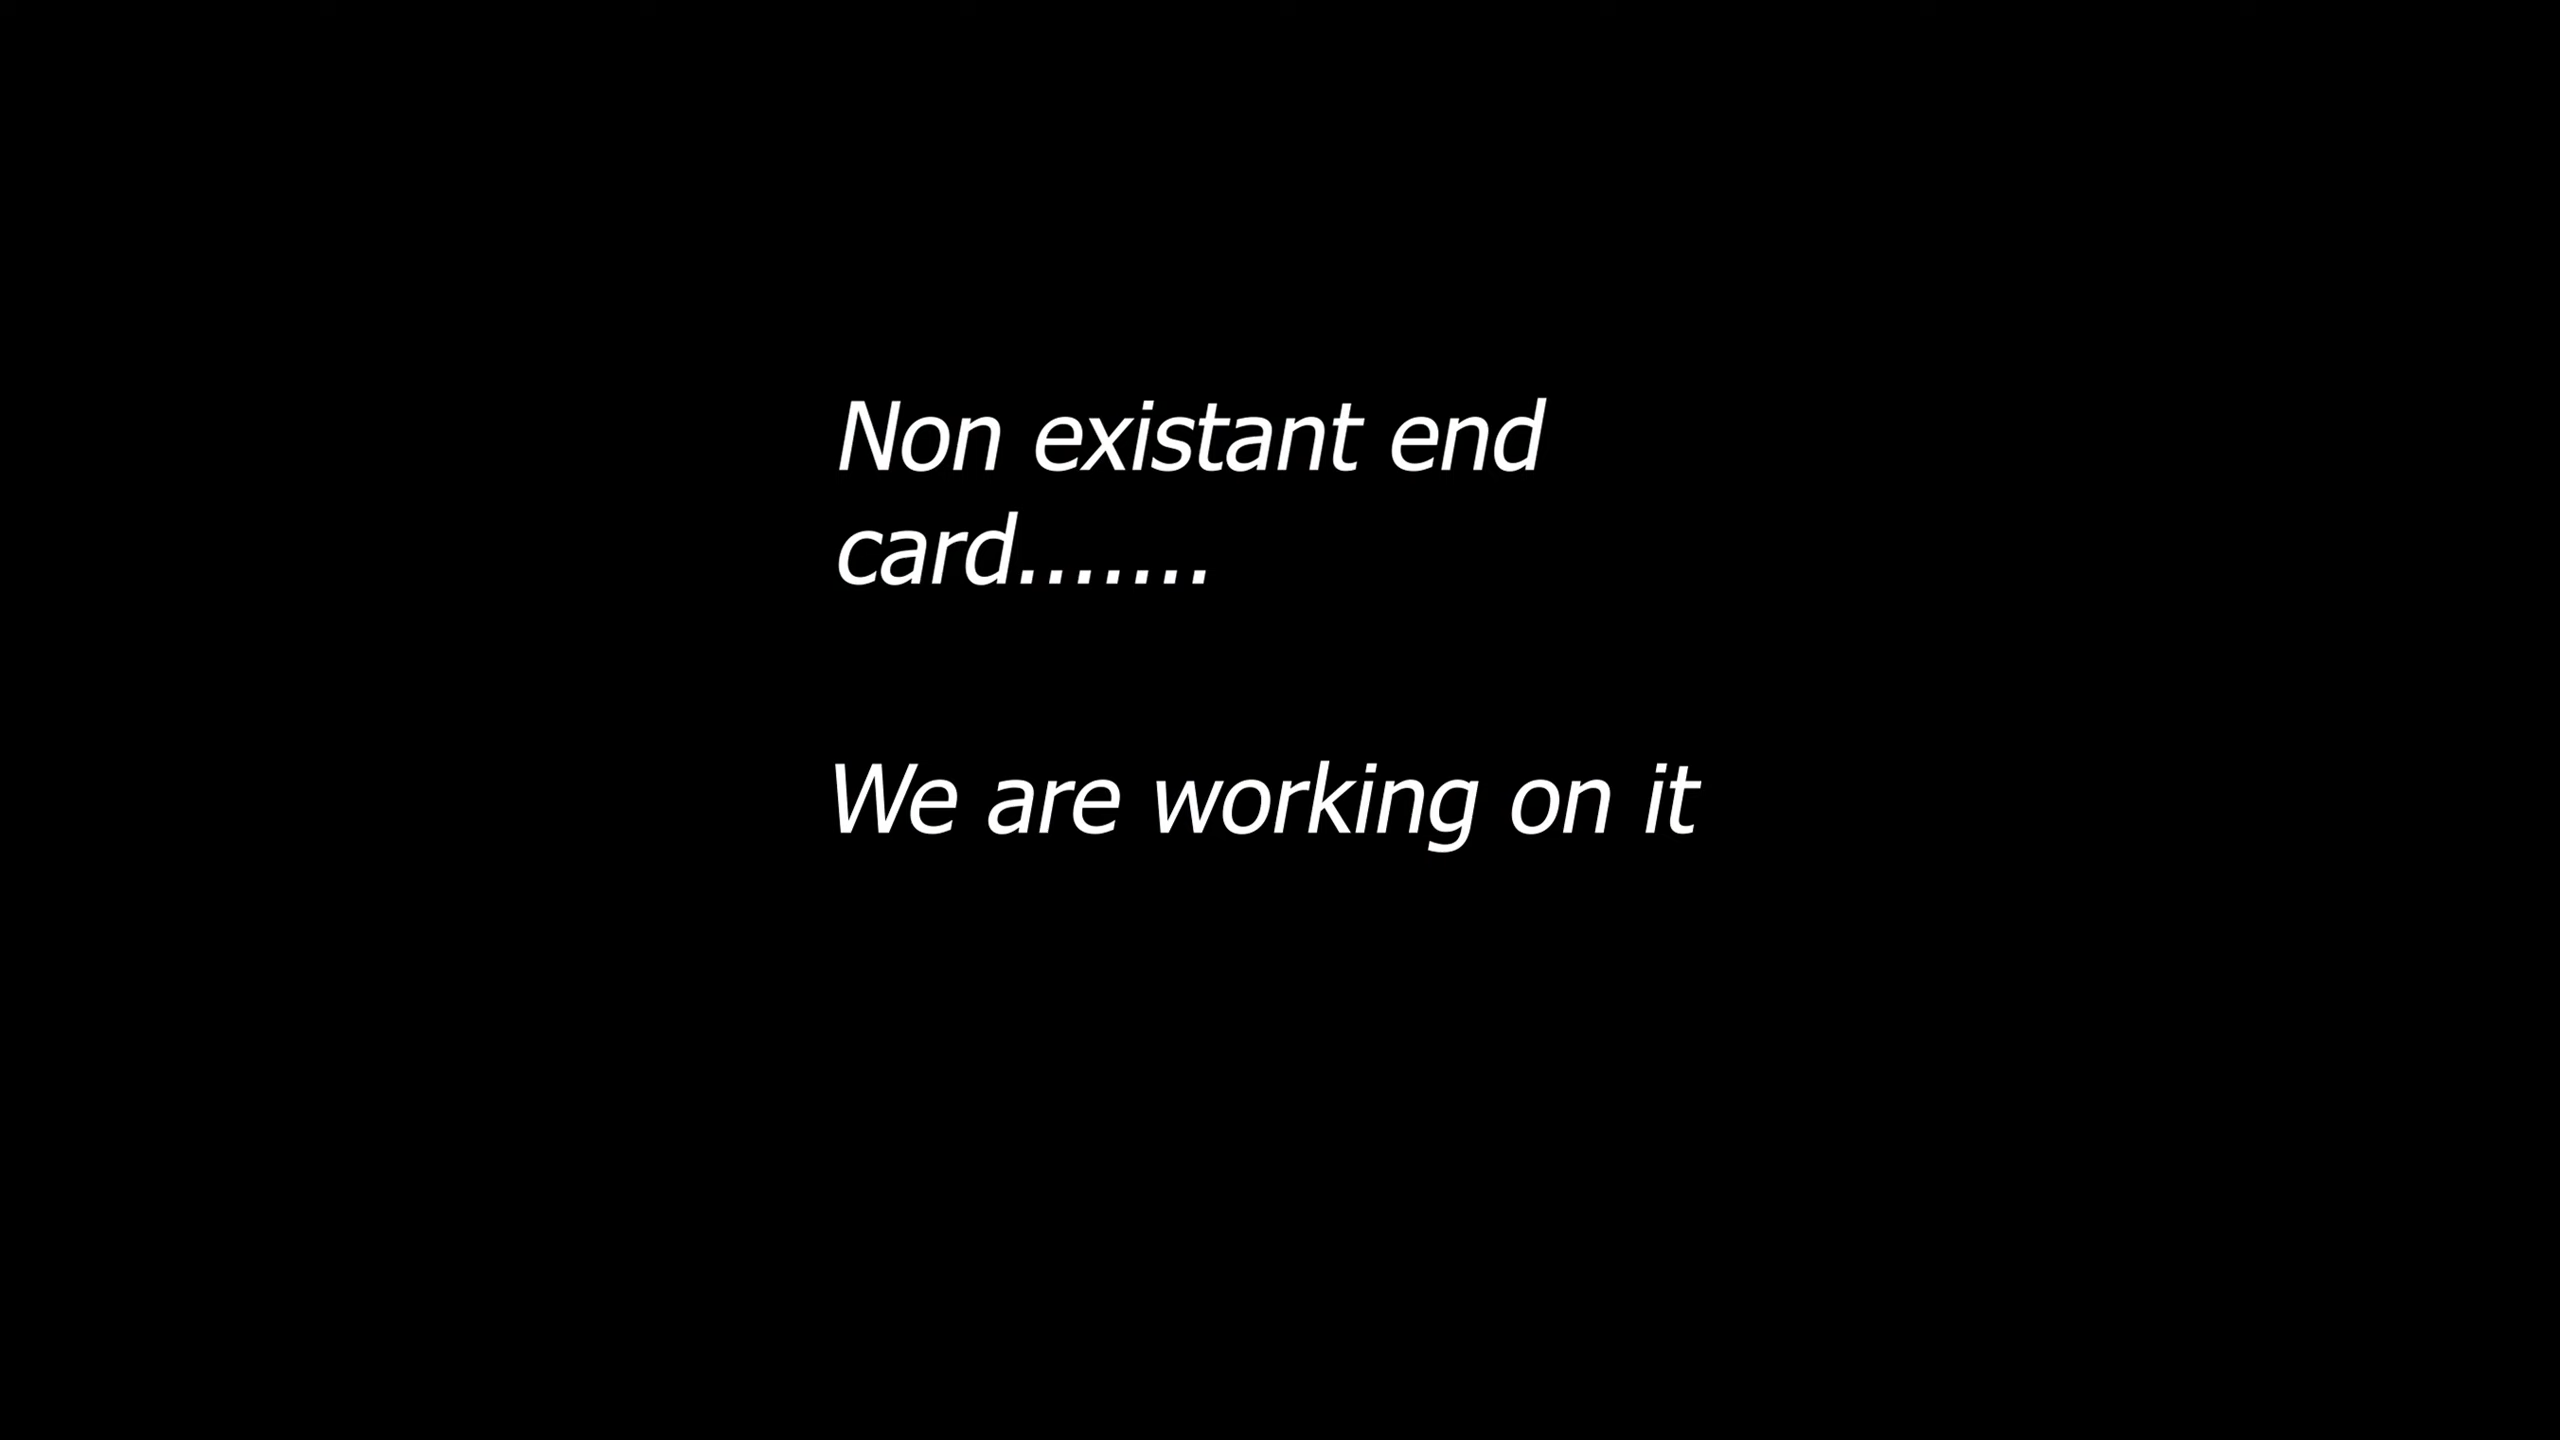 Non existant end
card.......
We are working on it